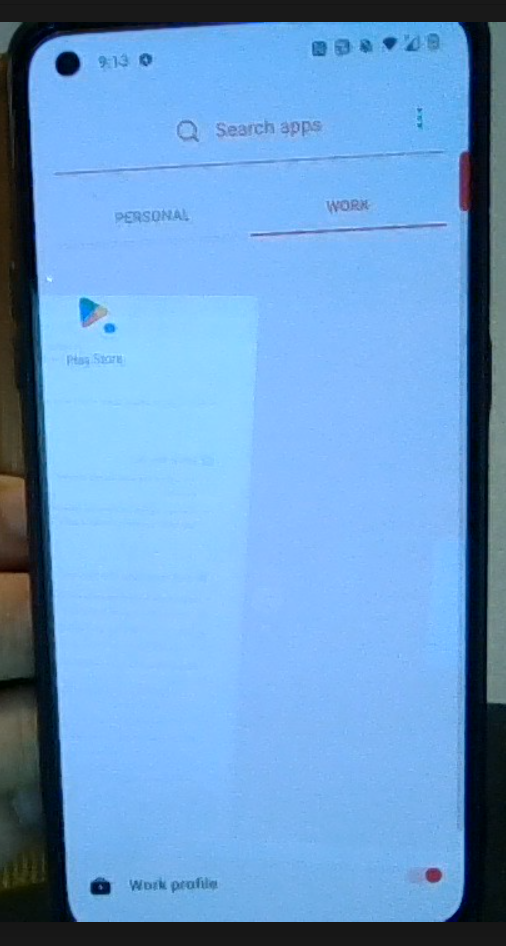 9:13
Search apps
PERSONAL
WORK
Play Store
Work profile